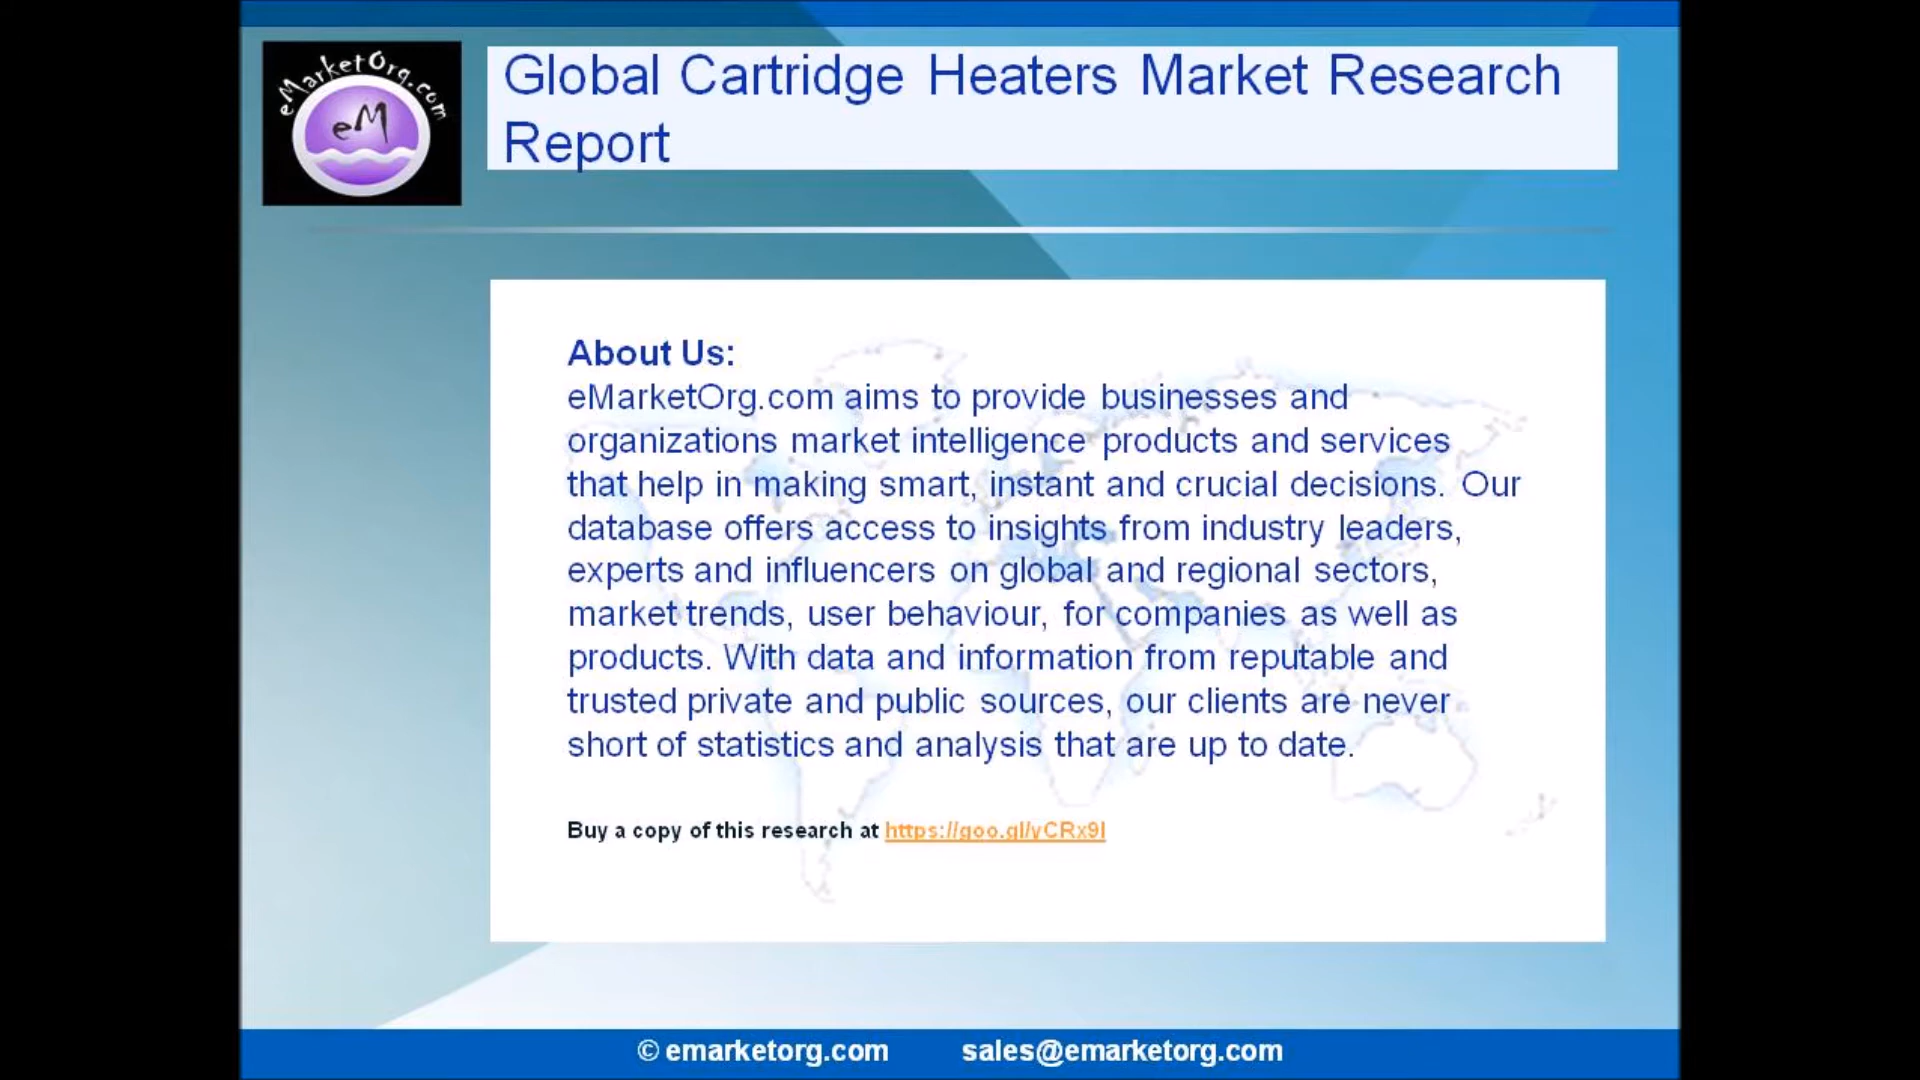 eMarketOrg.com
eM
Global Cartridge Heaters Market Research
Report
About Us:
eMarketOrg.com aims to provide businesses and
organizations market intelligence products and services
that help in making smart, instant and crucial decisions. Our
database offers access to insights from industry leaders,
experts and influencers on global and regional sectors,
market trends, user behaviour, for companies as well as
products. With data and information from reputable and
trusted private and public sources, our clients are never
short of statistics and analysis that are up to date.
Buy a copy of this research at https://goo.gl/yCRx9I
© emarketorg.com sales@emarketorg.com